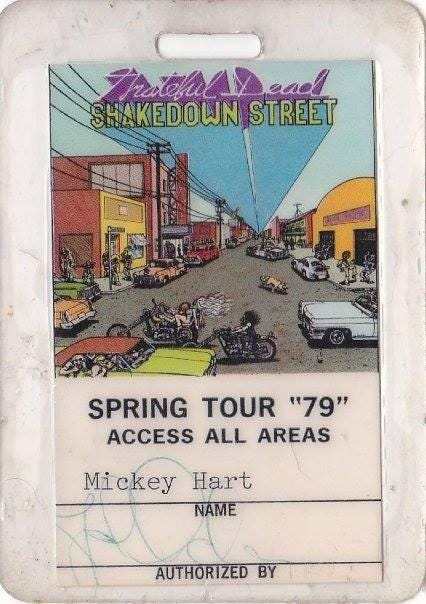 Grateful Dead
SHAKEDOWN STREET
SPRING TOUR "79"
ACCESS ALL AREAS
Mickey Hart
NAME
AUTHORIZED BY